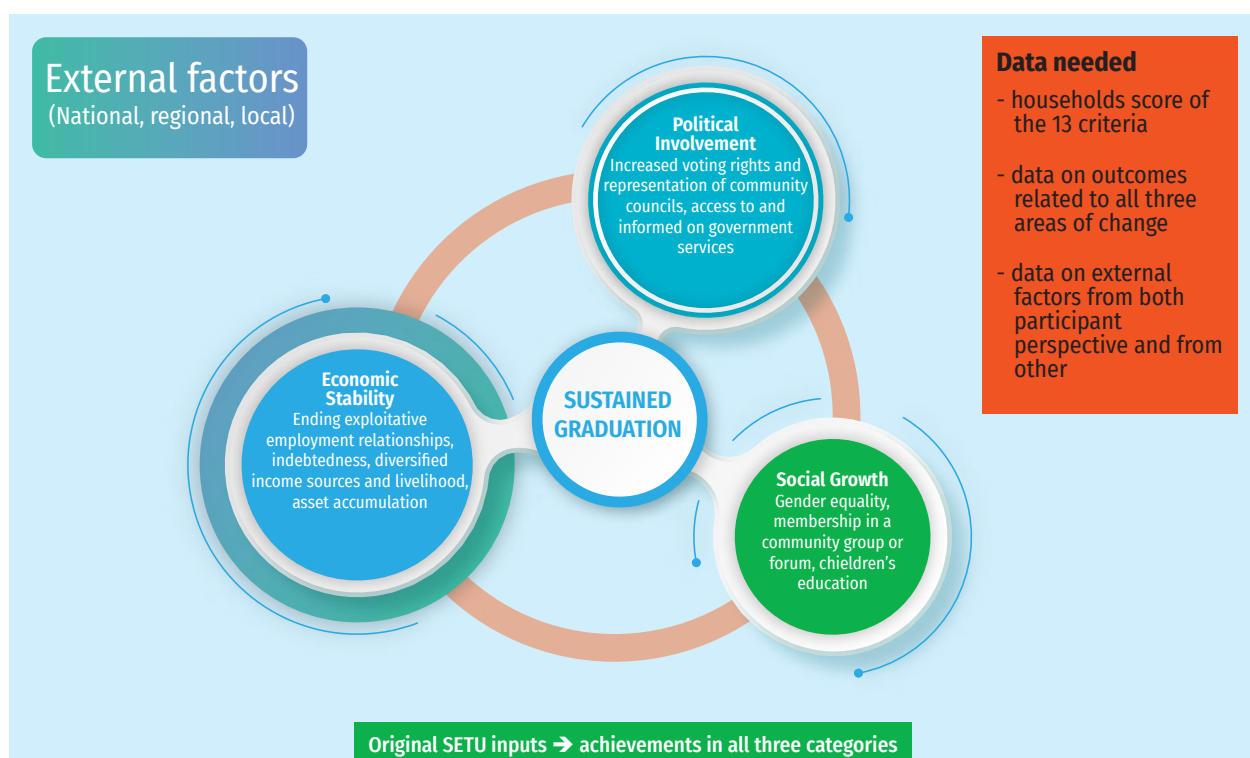 External factors
(National, regional, local)
Political
Involvement
Increased voting rights and
representation of community
councils, access to and
informed on government
services
Data needed
- households score of
the 13 criteria
- data on outcomes
related to all three
areas of change
- data on external
factors from both
participant
perspective and from
other
Economic
Stability
Ending exploitative
employment relationships,
indebtedness, diversified
income sources and livelihood,
asset accumulation
SUSTAINED
GRADUATION
Social Growth
Gender equality,
membership in a
community group or
forum, chieldren's
education
Original SETU inputs ➔ achievements in all three categories